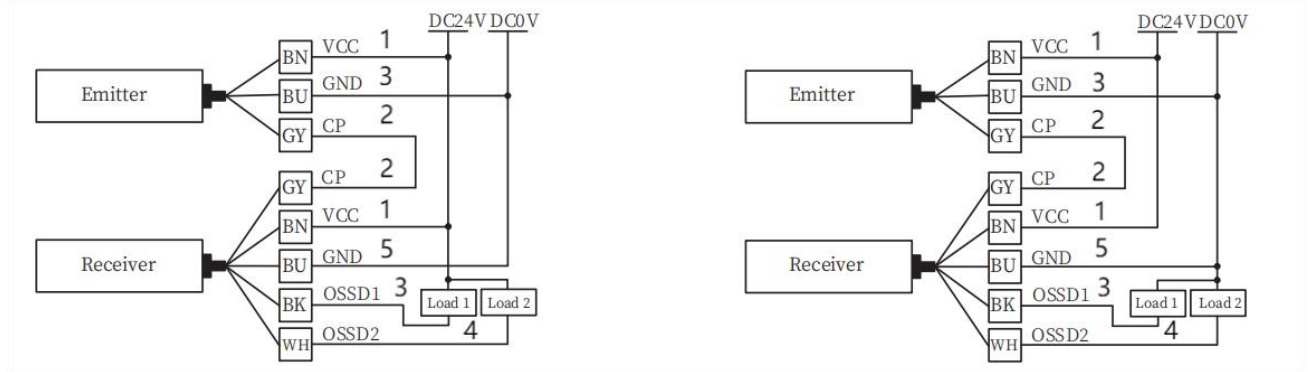 DC24V DC0V
BN VCC 1
Emitter
BU GND 3
GY CP 2
GY CP 2
BN VCC 1
Receiver
BU GND 5
BK OSSD1 3
Load 1 Load 2
WH OSSD2 4
DC24V DC0V
BN VCC 1
Emitter
BU GND 3
GY CP 2
GY CP 2
BN VCC 1
Receiver
BU GND 5
BK OSSD1 3
Load 1 Load 2
WH OSSD2 4